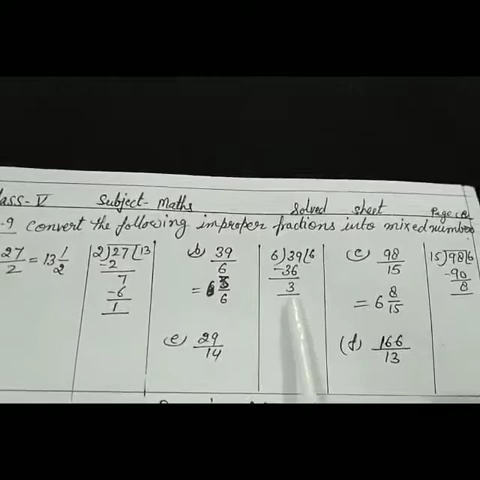 ass-V Subject- Maths Solved sheet
-9 Convert the following improper fractions into mixed numbers
27/2 = 13 1/2 2)27(13 (b) 39/6 6)39(6 (c) 98/15 15)98(6
-2 -36 -90
7 = 6 3/6 3 = 6 8/15 8
-6
1
(e) 29/14 (f) 166/13